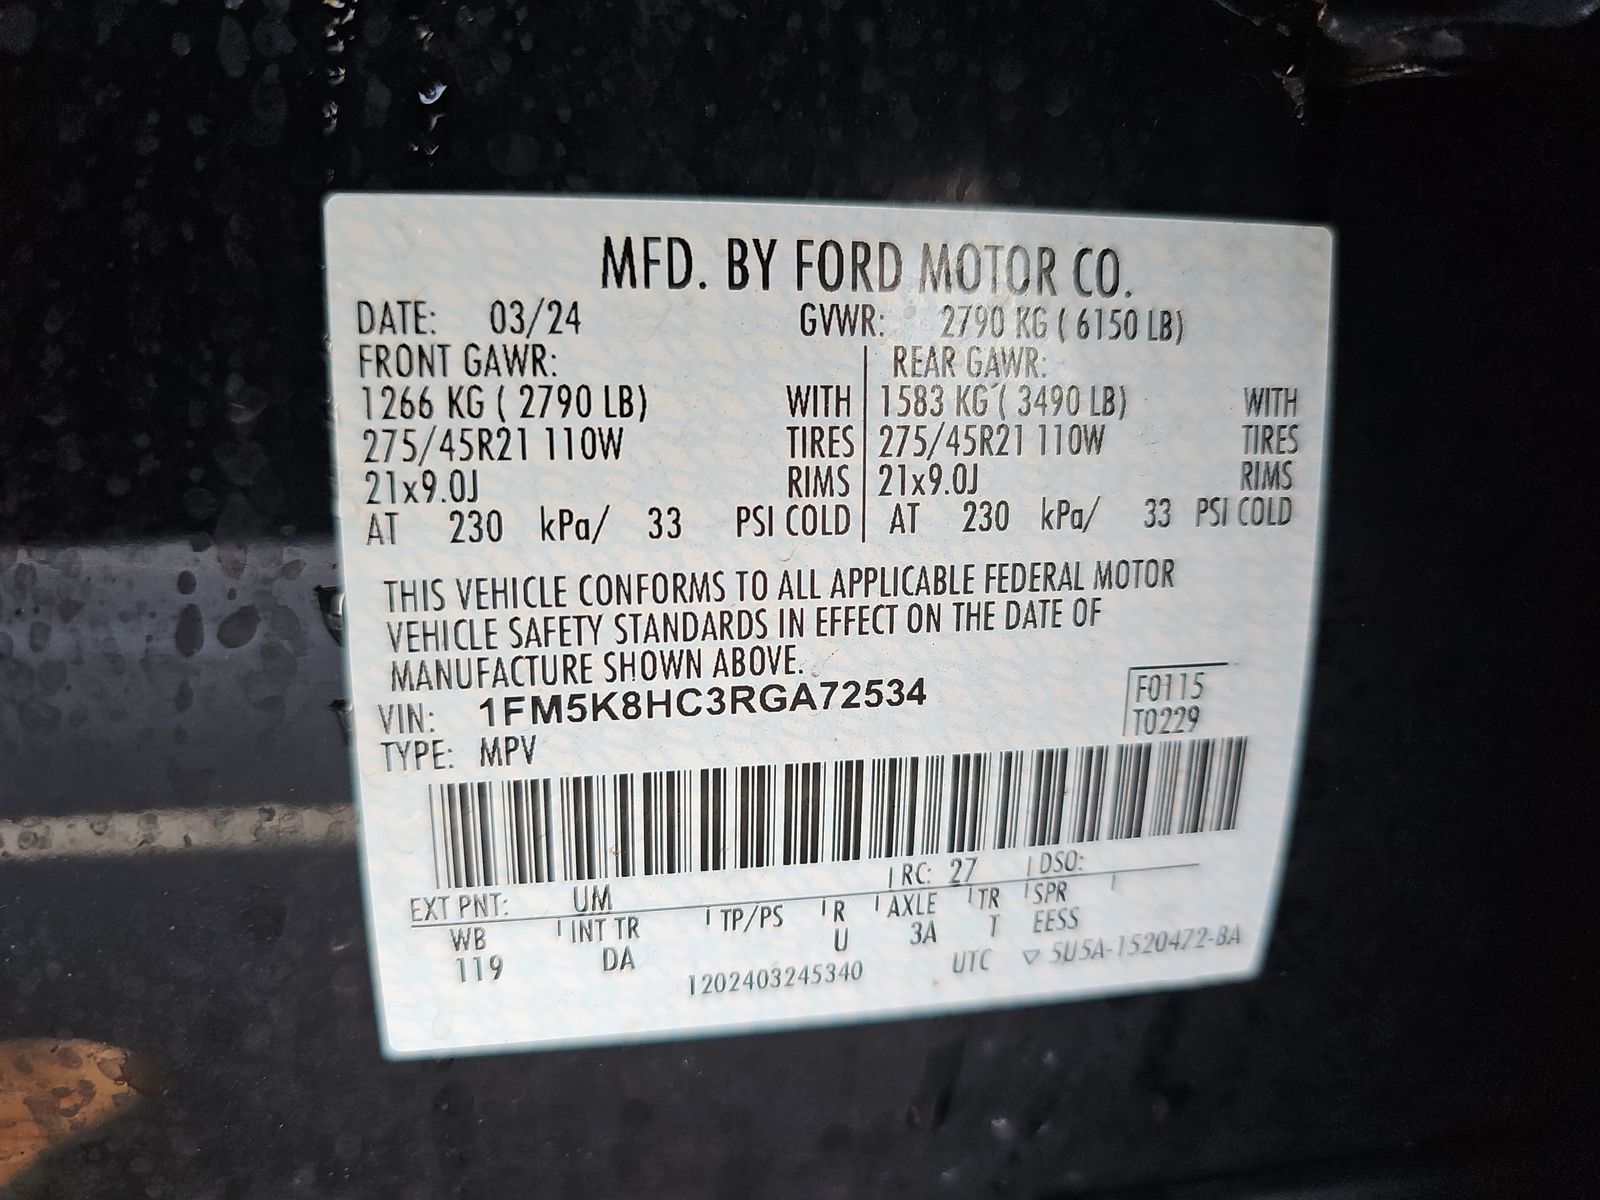 MFD. BY FORD MOTOR CO.
DATE: 03/24 GVWR: 2790 KG ( 6150 LB)
FRONT GAWR: REAR GAWR:
1266 KG ( 2790 LB) WITH 1583 KG ( 3490 LB) WITH
275/45R21 110W TIRES 275/45R21 110W TIRES
21x9.0J RIMS 21x9.0J RIMS
AT 230 kPa/ 33 PSI COLD AT 230 kPa/ 33 PSI COLD
THIS VEHICLE CONFORMS TO ALL APPLICABLE FEDERAL MOTOR
VEHICLE SAFETY STANDARDS IN EFFECT ON THE DATE OF
MANUFACTURE SHOWN ABOVE.
VIN: 1FM5K8HC3RGA72534 F0115
TYPE: MPV T0229
EXT PNT: UM RC: 27 DSO:
WB INT TR TP/PS R AXLE TR SPR
119 DA U 3A T EESS
1202403245340 UTC ▽ 5U5A-1520472-BA